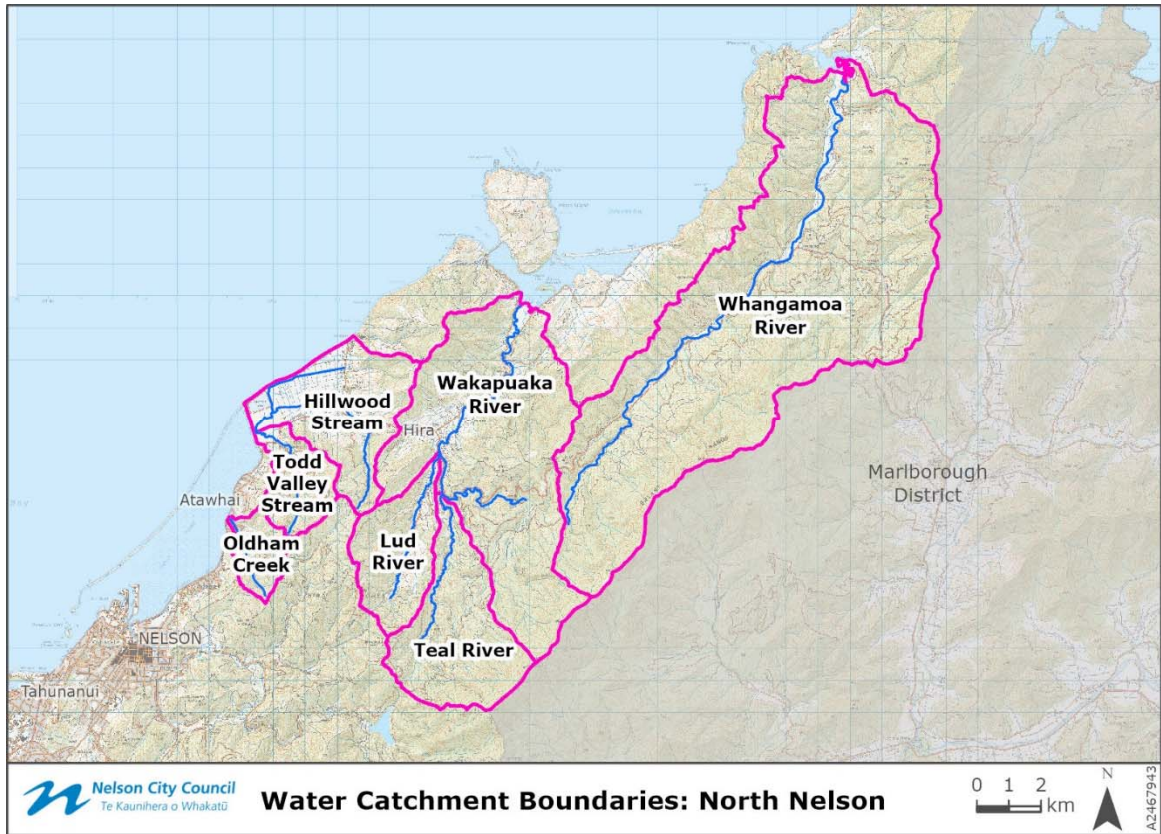 Whangamoa
River
Wakapuaka
River
Hillwood
Stream
Hira
Todd
Valley
Stream
Atawhai
Marlborough
District
Oldham
Creek
Lud
River
NELSON
Teal River
Tahunanui
Nelson City Council
Te Kaunihera o Whakatū
Water Catchment Boundaries: North Nelson
0 1 2
km
N
A2467943